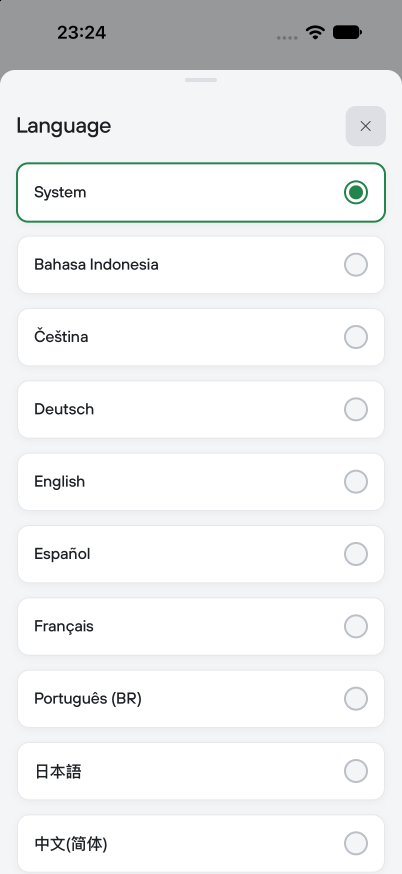 23:24
Language
System
Bahasa Indonesia
Čeština
Deutsch
English
Español
Français
Português (BR)
日本語
中文(简体)